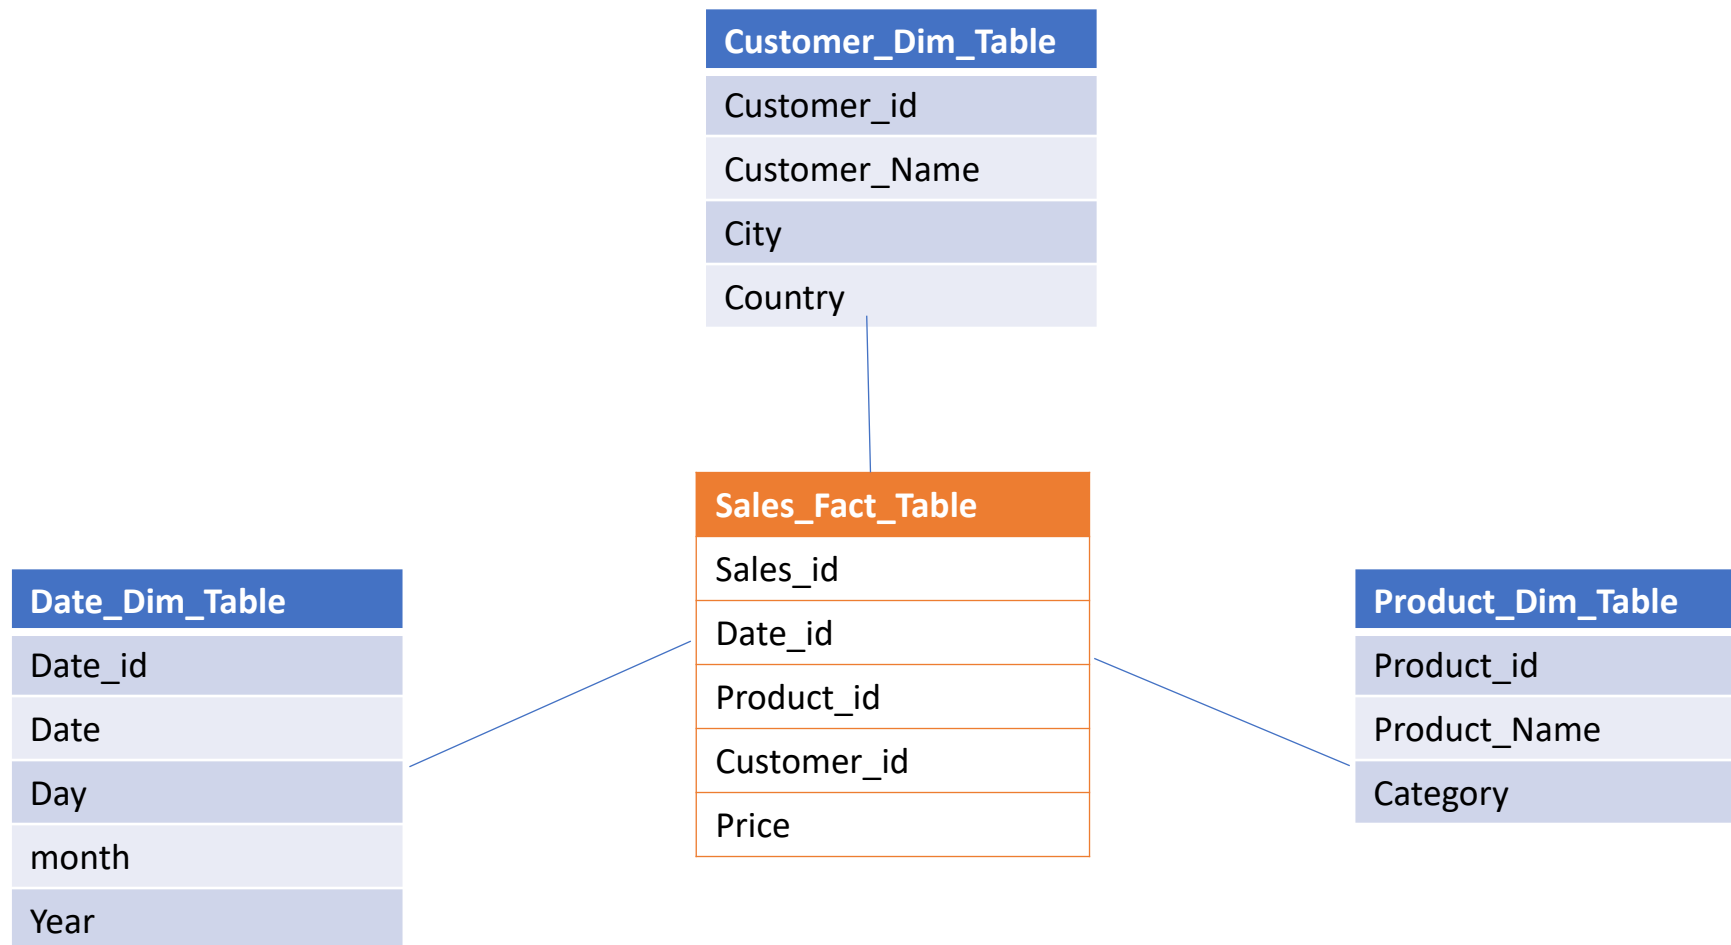 Customer_Dim_Table
Customer_id
Customer_Name
City
Country
Sales_Fact_Table
Sales_id
Date_id
Product_id
Customer_id
Price
Date_Dim_Table
Date_id
Date
Day
month
Year
Product_Dim_Table
Product_id
Product_Name
Category